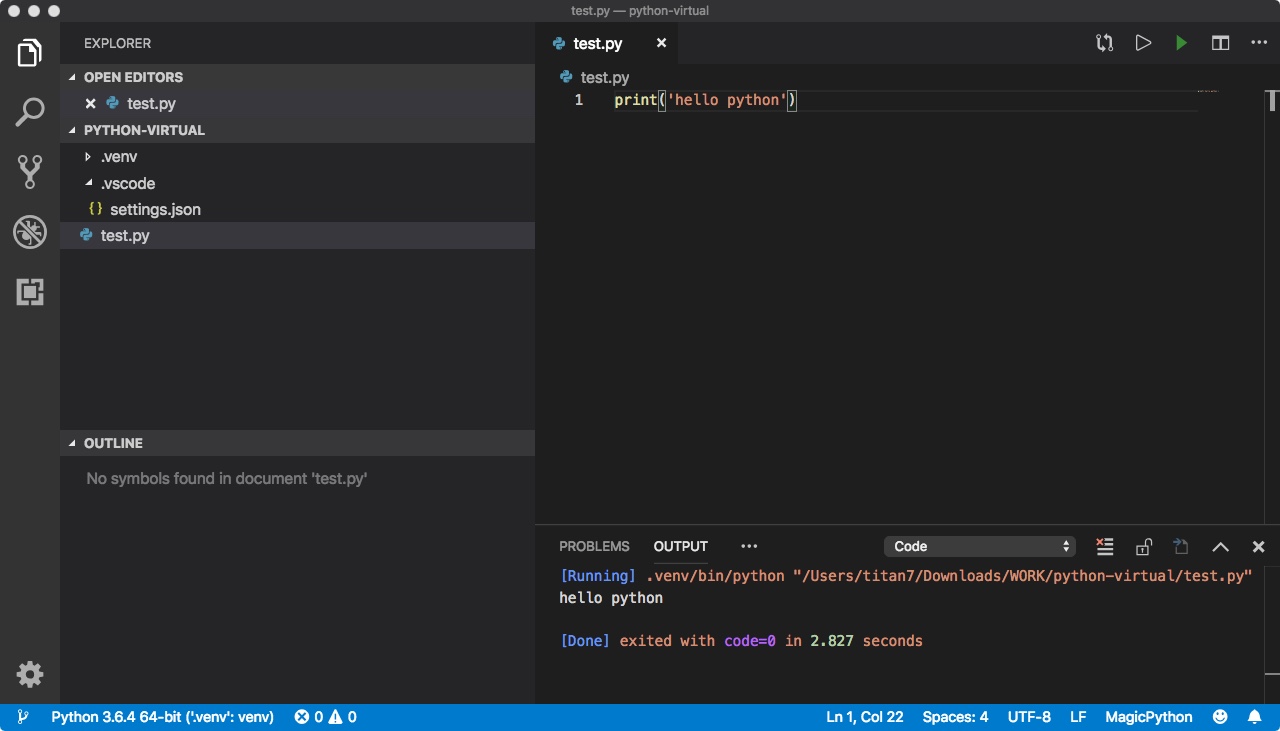 test.py — python-virtual
EXPLORER
OPEN EDITORS
test.py
PYTHON-VIRTUAL
.venv
.vscode
{} settings.json
test.py
OUTLINE
No symbols found in document 'test.py'
test.py
test.py
1 print('hello python')
PROBLEMS OUTPUT ••• Code
[Running] .venv/bin/python "/Users/titan7/Downloads/WORK/python-virtual/test.py"
hello python
[Done] exited with code=0 in 2.827 seconds
Python 3.6.4 64-bit ('.venv': venv) 0 0 Ln 1, Col 22 Spaces: 4 UTF-8 LF MagicPython